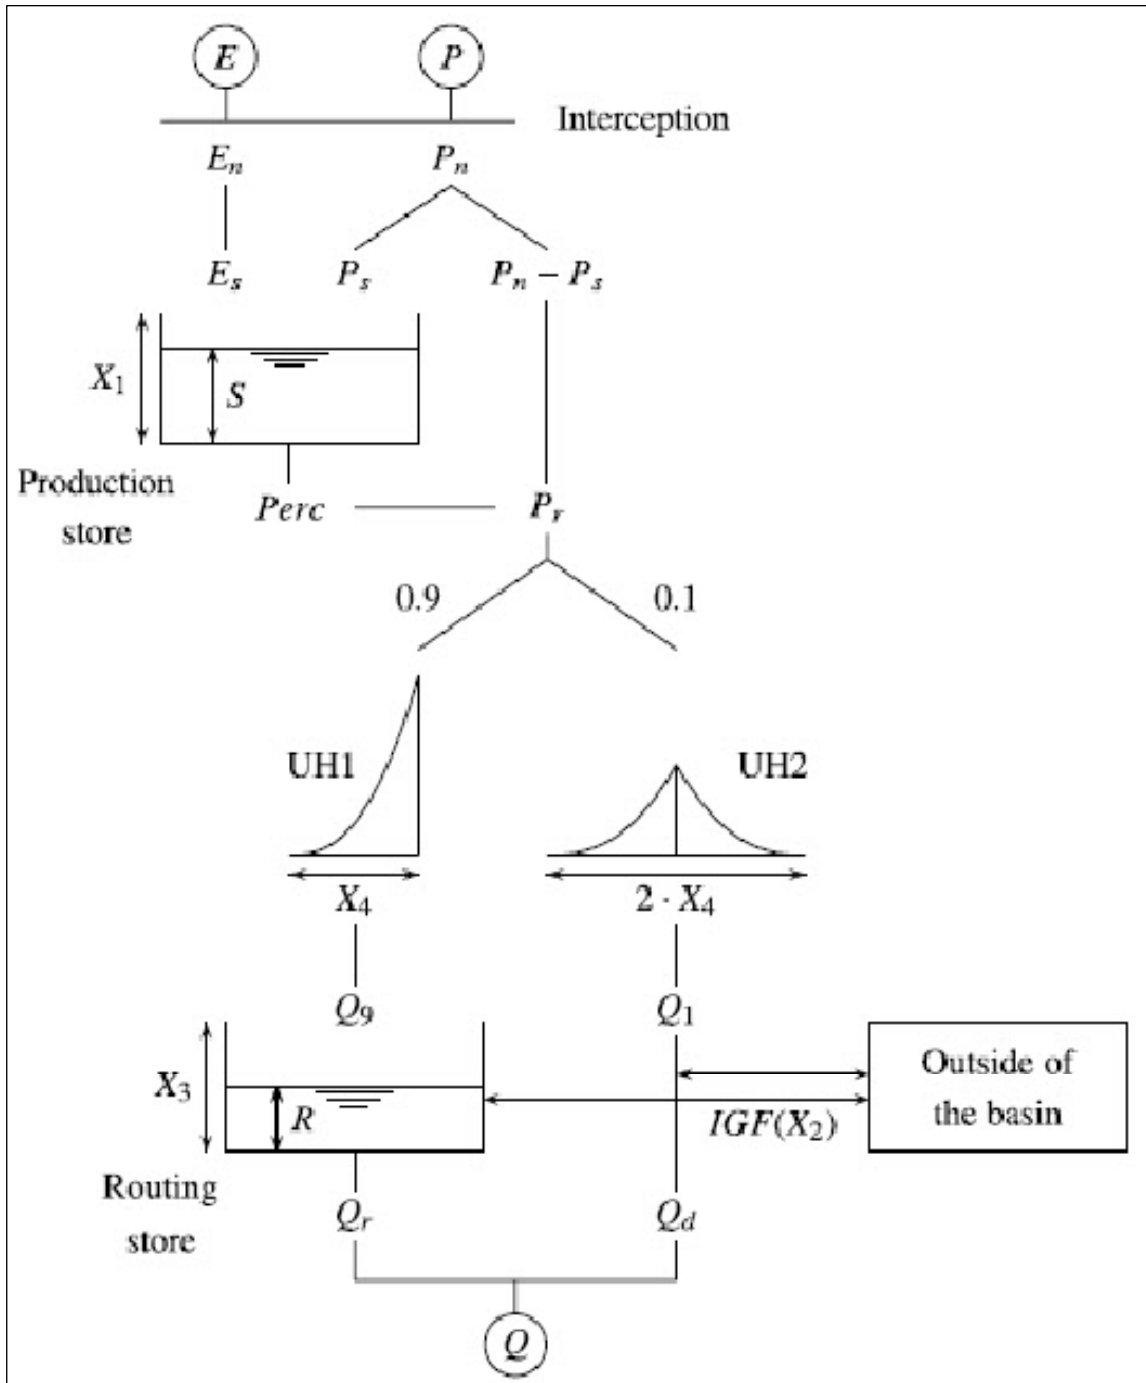 E P
Interception
Eₙ Pₙ
Eₛ Pₛ Pₙ − Pₛ
X₁
S
Production
store
Perc Pᵣ
0.9 0.1
UH1 UH2
X₄ 2 · X₄
Q₉ Q₁
X₃
R
Outside of
the basin
IGF(X₂)
Routing
store
Qᵣ Q_d
Q